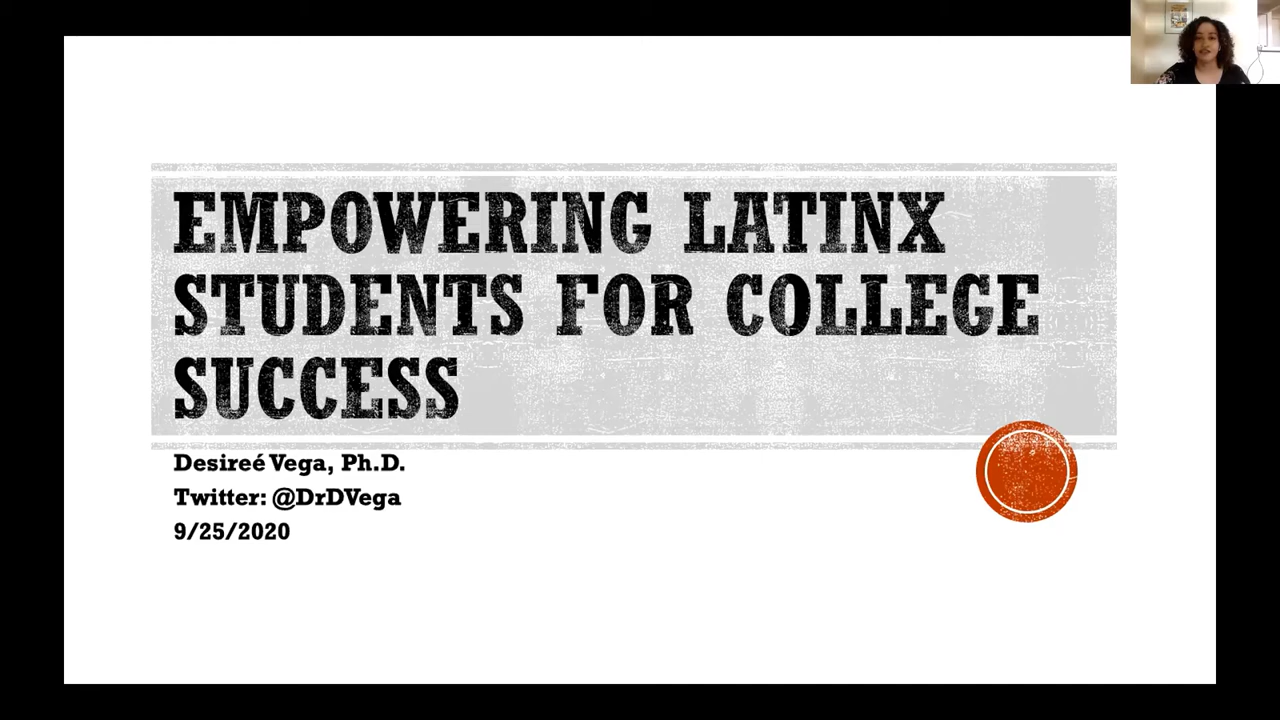 EMPOWERING LATINX
STUDENTS FOR COLLEGE
SUCCESS
Desireé Vega, Ph.D.
Twitter: @DrDVega
9/25/2020